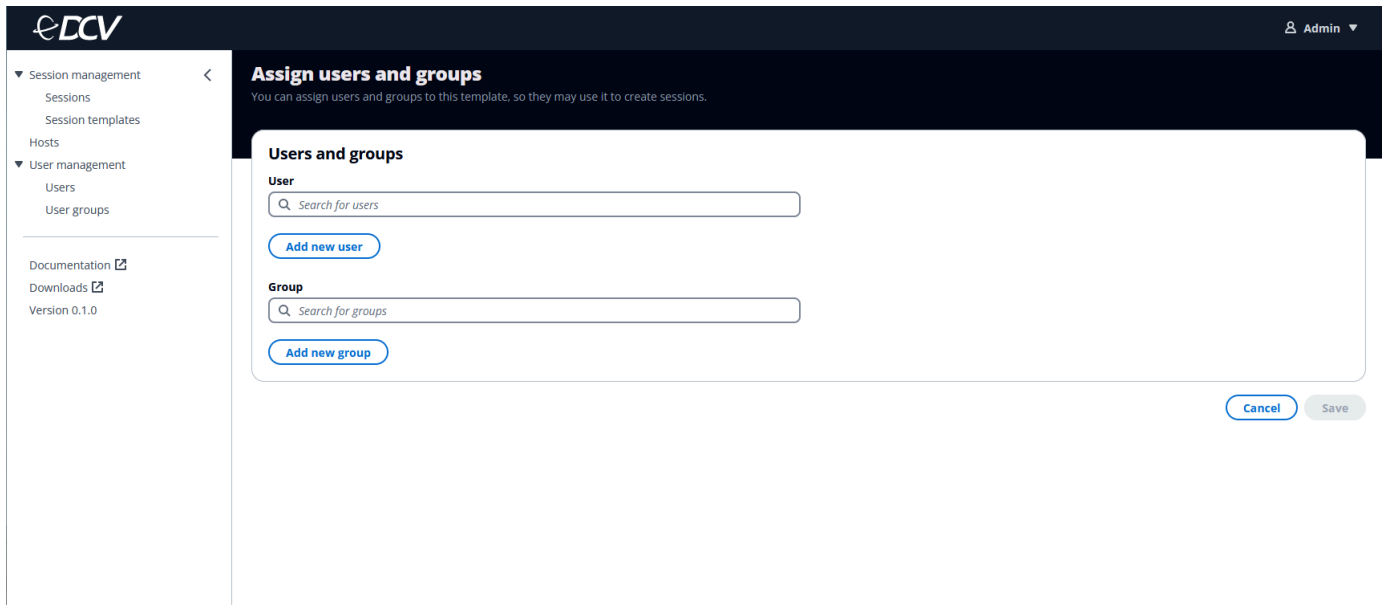 DCV
Admin
Session management
Sessions
Session templates
Hosts
User management
Users
User groups
Documentation
Downloads
Version 0.1.0
Assign users and groups
You can assign users and groups to this template, so they may use it to create sessions.
Users and groups
User
Search for users
Add new user
Group
Search for groups
Add new group
Cancel
Save